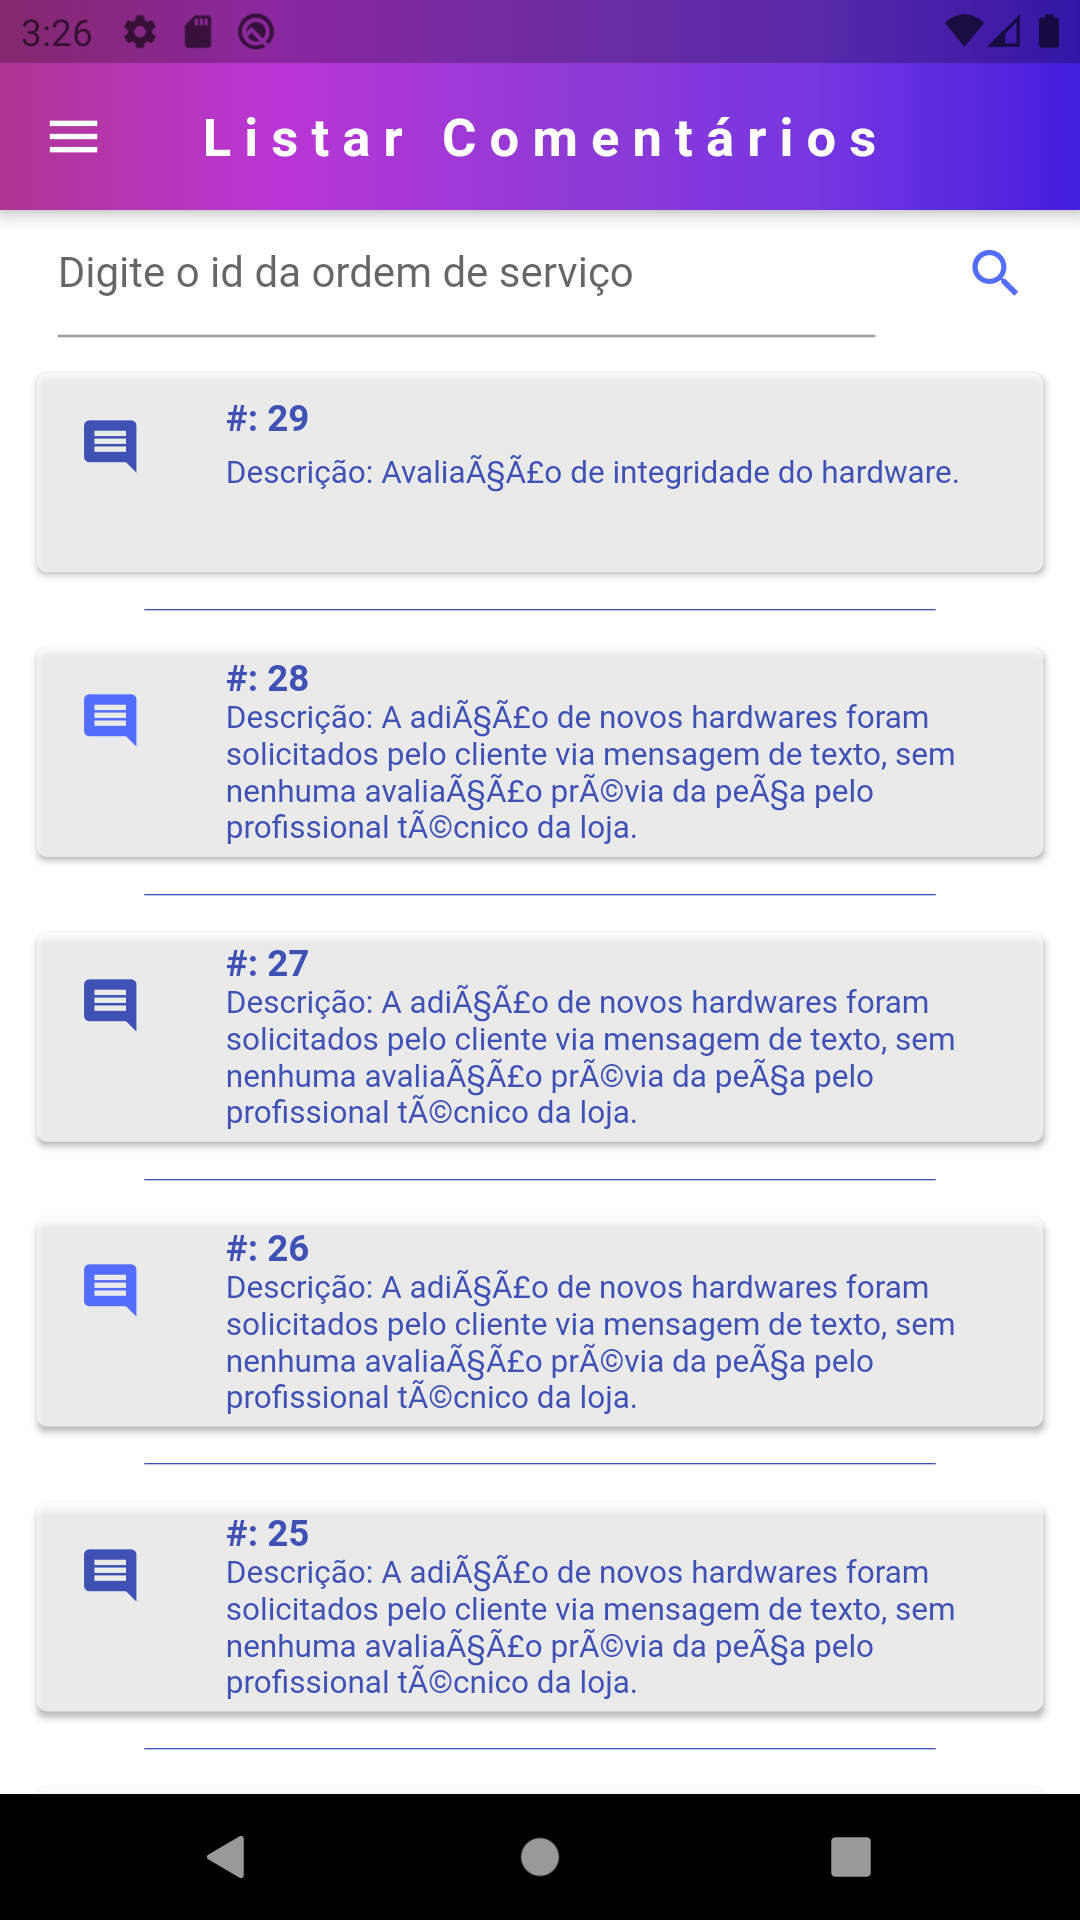 3:26
Listar Comentários
Digite o id da ordem de serviço
#: 29
Descrição: AvaliaÃ§Ã£o de integridade do hardware.
#: 28
Descrição: A adiÃ§Ã£o de novos hardwares foram
solicitados pelo cliente via mensagem de texto, sem
nenhuma avaliaÃ§Ã£o prÃ©via da peÃ§a pelo
profissional tÃ©cnico da loja.
#: 27
Descrição: A adiÃ§Ã£o de novos hardwares foram
solicitados pelo cliente via mensagem de texto, sem
nenhuma avaliaÃ§Ã£o prÃ©via da peÃ§a pelo
profissional tÃ©cnico da loja.
#: 26
Descrição: A adiÃ§Ã£o de novos hardwares foram
solicitados pelo cliente via mensagem de texto, sem
nenhuma avaliaÃ§Ã£o prÃ©via da peÃ§a pelo
profissional tÃ©cnico da loja.
#: 25
Descrição: A adiÃ§Ã£o de novos hardwares foram
solicitados pelo cliente via mensagem de texto, sem
nenhuma avaliaÃ§Ã£o prÃ©via da peÃ§a pelo
profissional tÃ©cnico da loja.